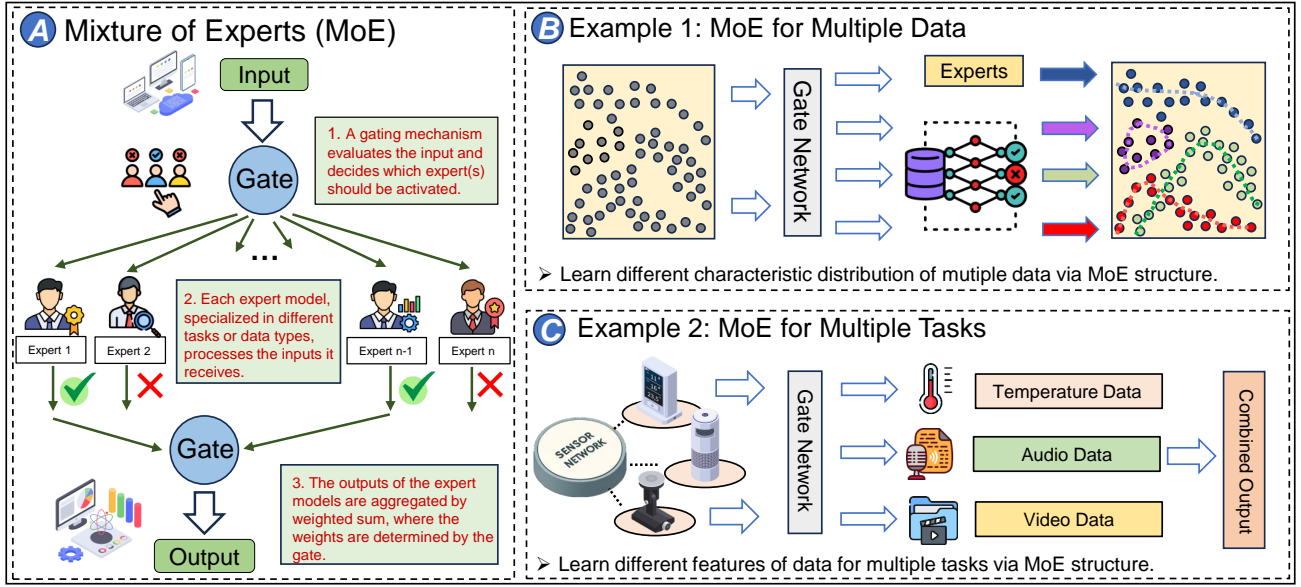 A Mixture of Experts (MoE)
Input
1. A gating mechanism
evaluates the input and
decides which expert(s)
should be activated.
Gate
...
2. Each expert model,
specialized in different
tasks or data types,
processes the inputs it
receives.
Expert 1
Expert 2
Expert n-1
Expert n
Gate
3. The outputs of the expert
models are aggregated by
weighted sum, where the
weights are determined by the
gate.
Output
B Example 1: MoE for Multiple Data
Gate Network
Experts
➢ Learn different characteristic distribution of mutiple data via MoE structure.
C Example 2: MoE for Multiple Tasks
SENSOR
NETWORK
Gate Network
Temperature Data
Audio Data
Video Data
Combined Output
➢ Learn different features of data for multiple tasks via MoE structure.